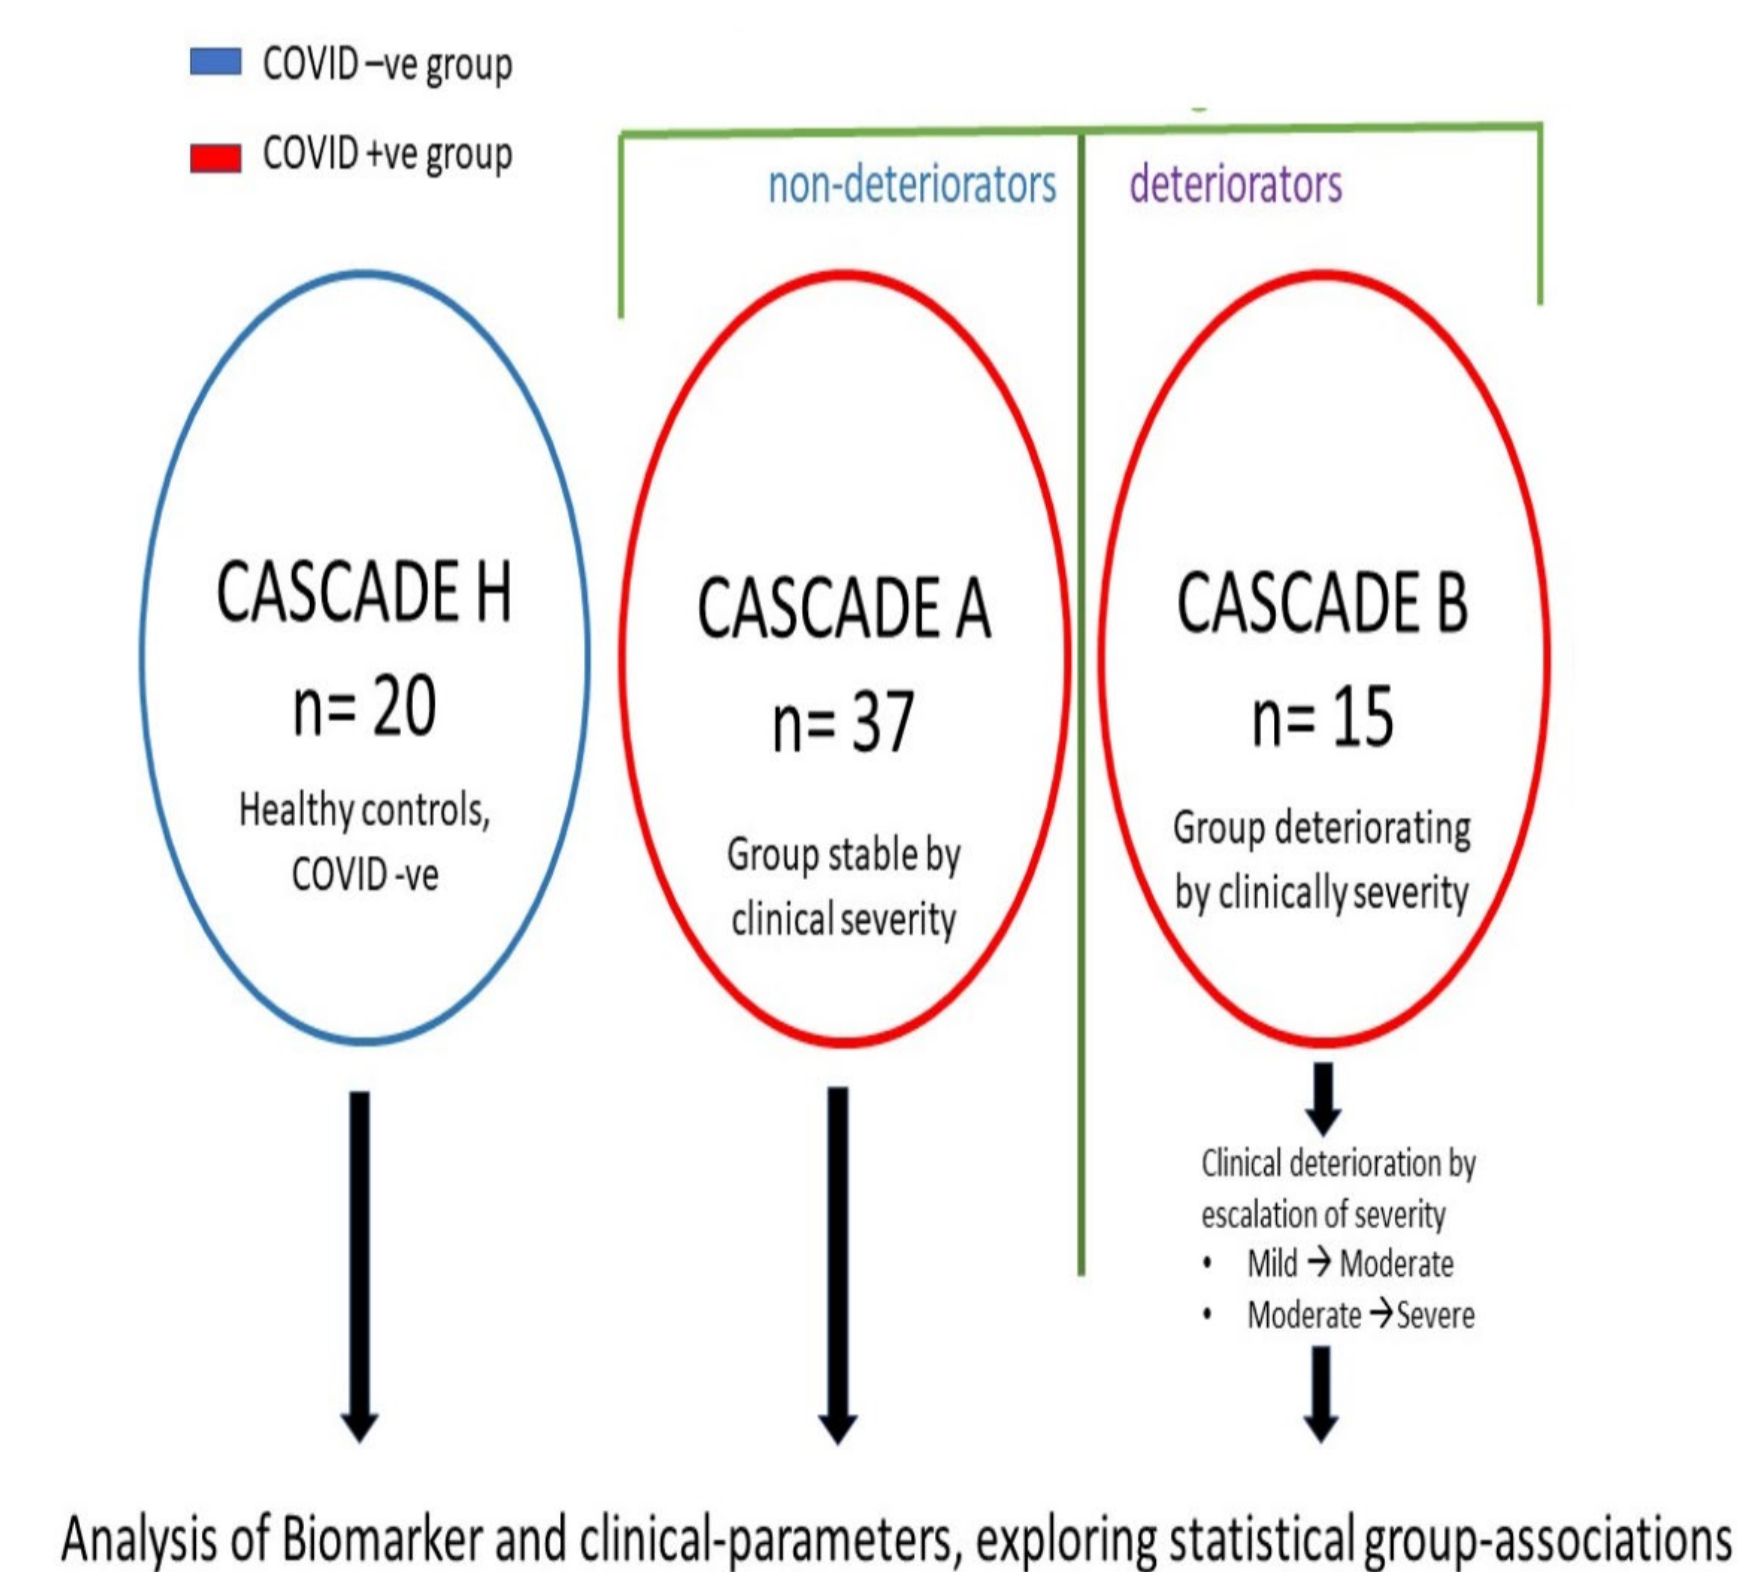 COVID –ve group
COVID +ve group
non-deteriorators
deteriorators
CASCADE H
n= 20
Healthy controls,
COVID -ve
CASCADE A
n= 37
Group stable by
clinical severity
CASCADE B
n= 15
Group deteriorating
by clinically severity
Clinical deterioration by
escalation of severity
• Mild → Moderate
• Moderate → Severe
Analysis of Biomarker and clinical-parameters, exploring statistical group-associations